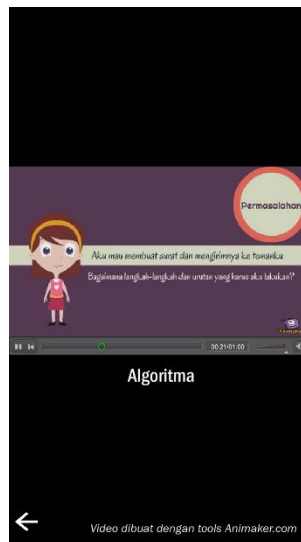 Permasalahan
Aku mau membuat surat dan mengirimnya ke temanku
Bagaimana langkah-langkah dan urutan yang harus aku lakukan?
00:21/01:00
Algoritma
Video dibuat dengan tools Animaker.com